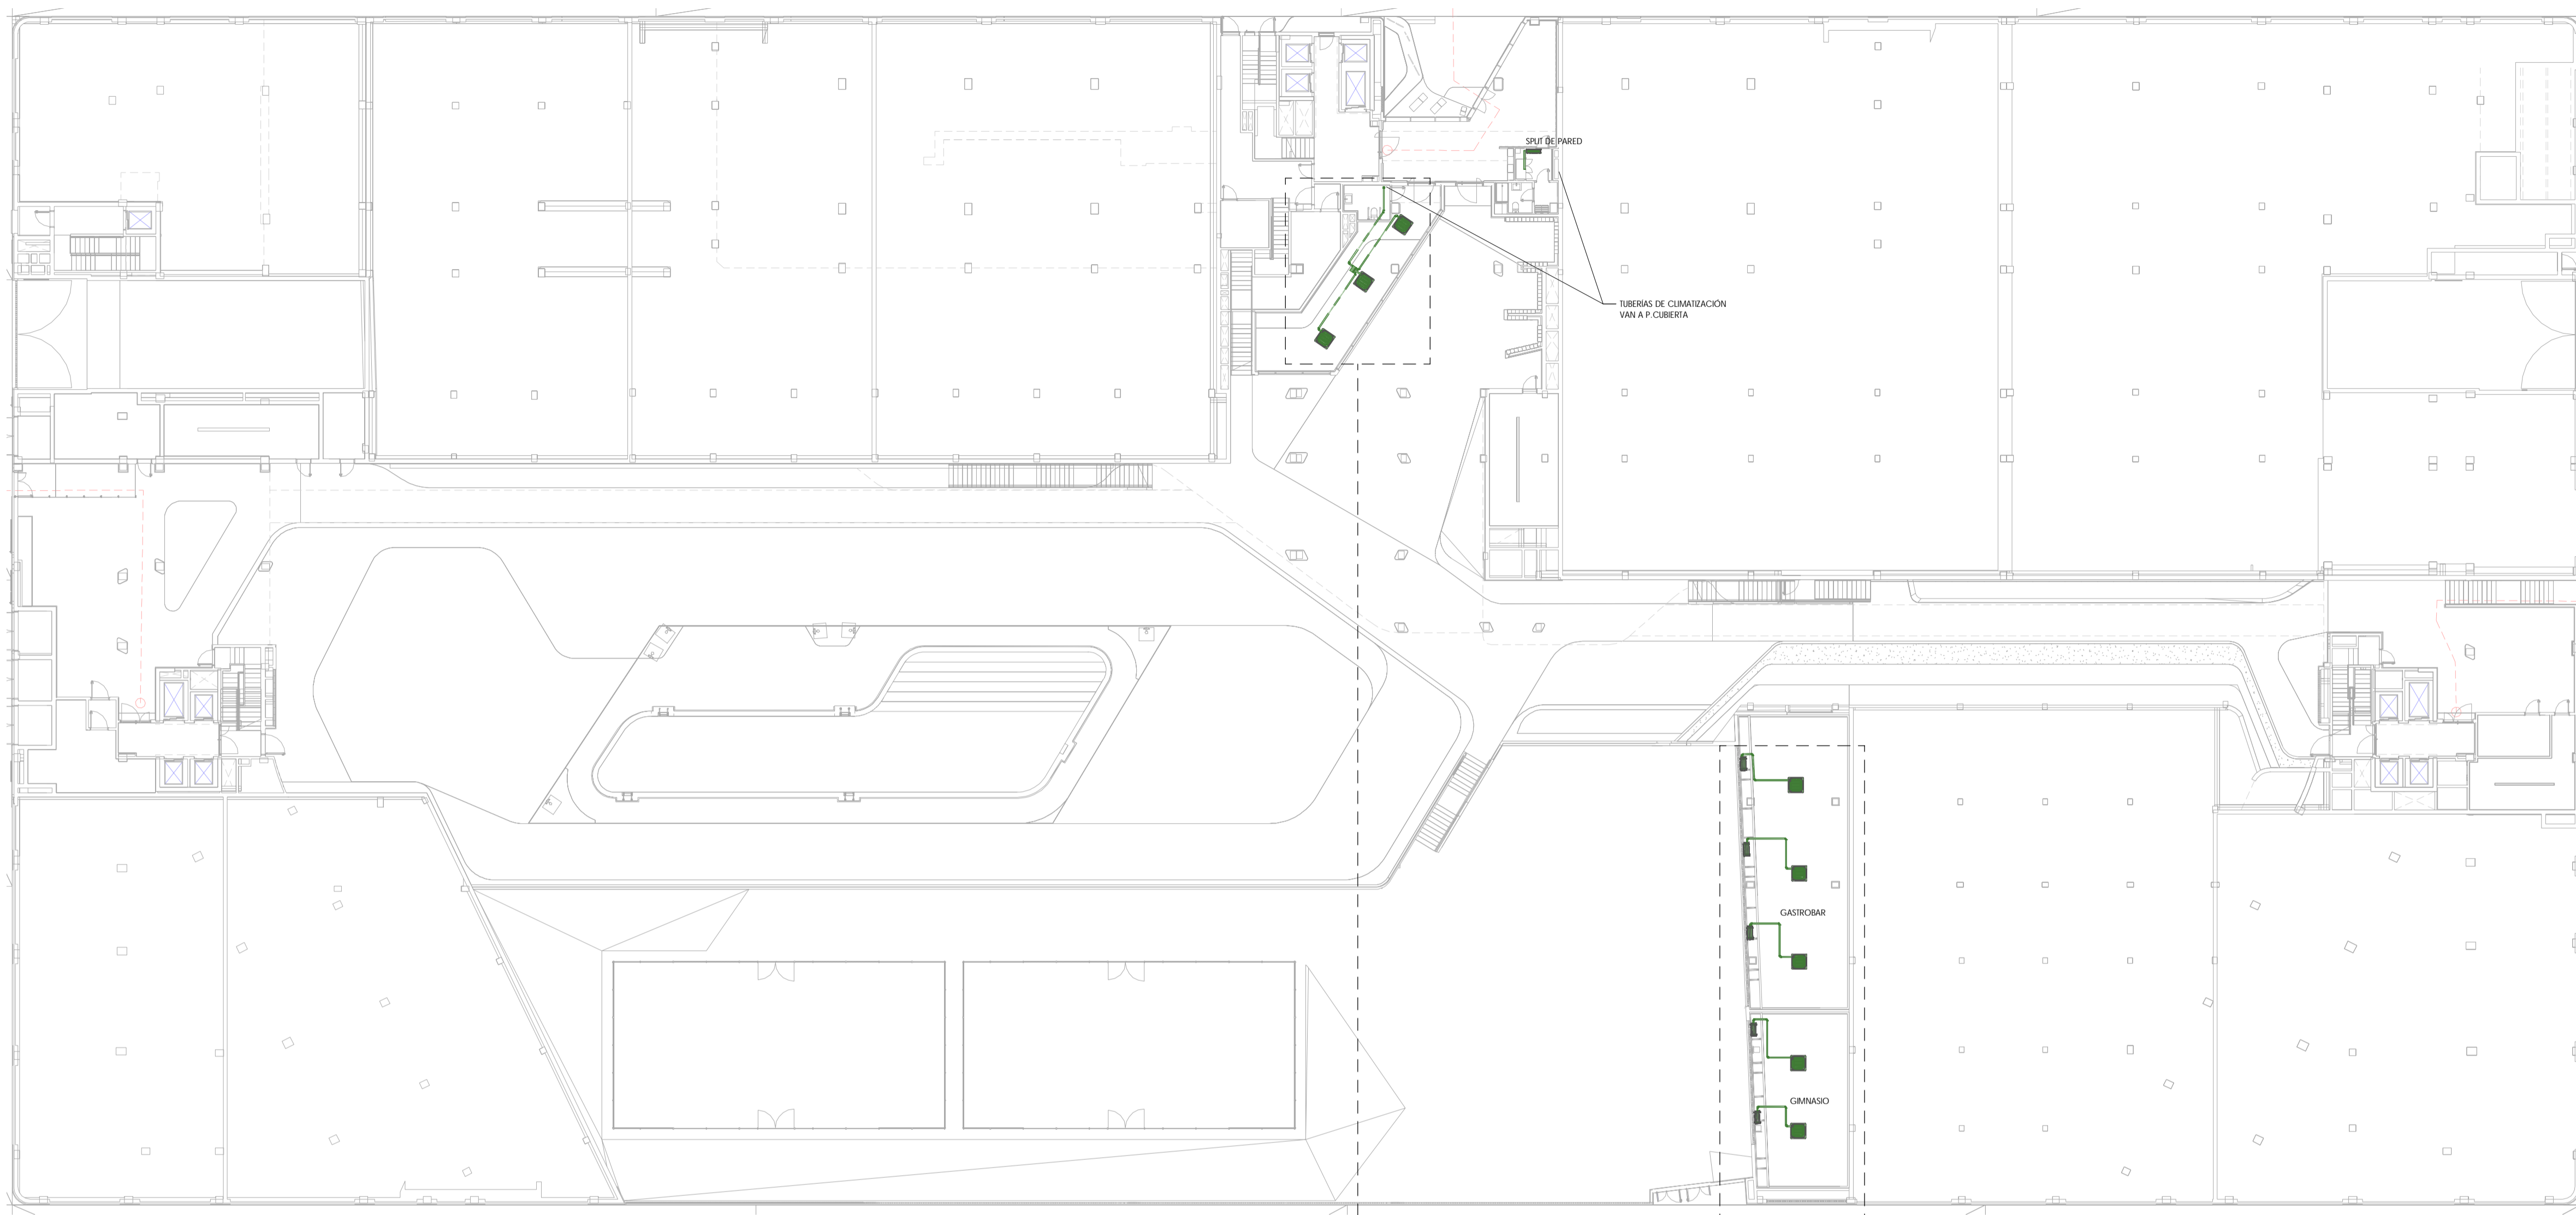 SPLIT DE PARED
TUBERÍAS DE CLIMATIZACIÓN
VAN A P.CUBIERTA
GASTROBAR
GIMNASIO